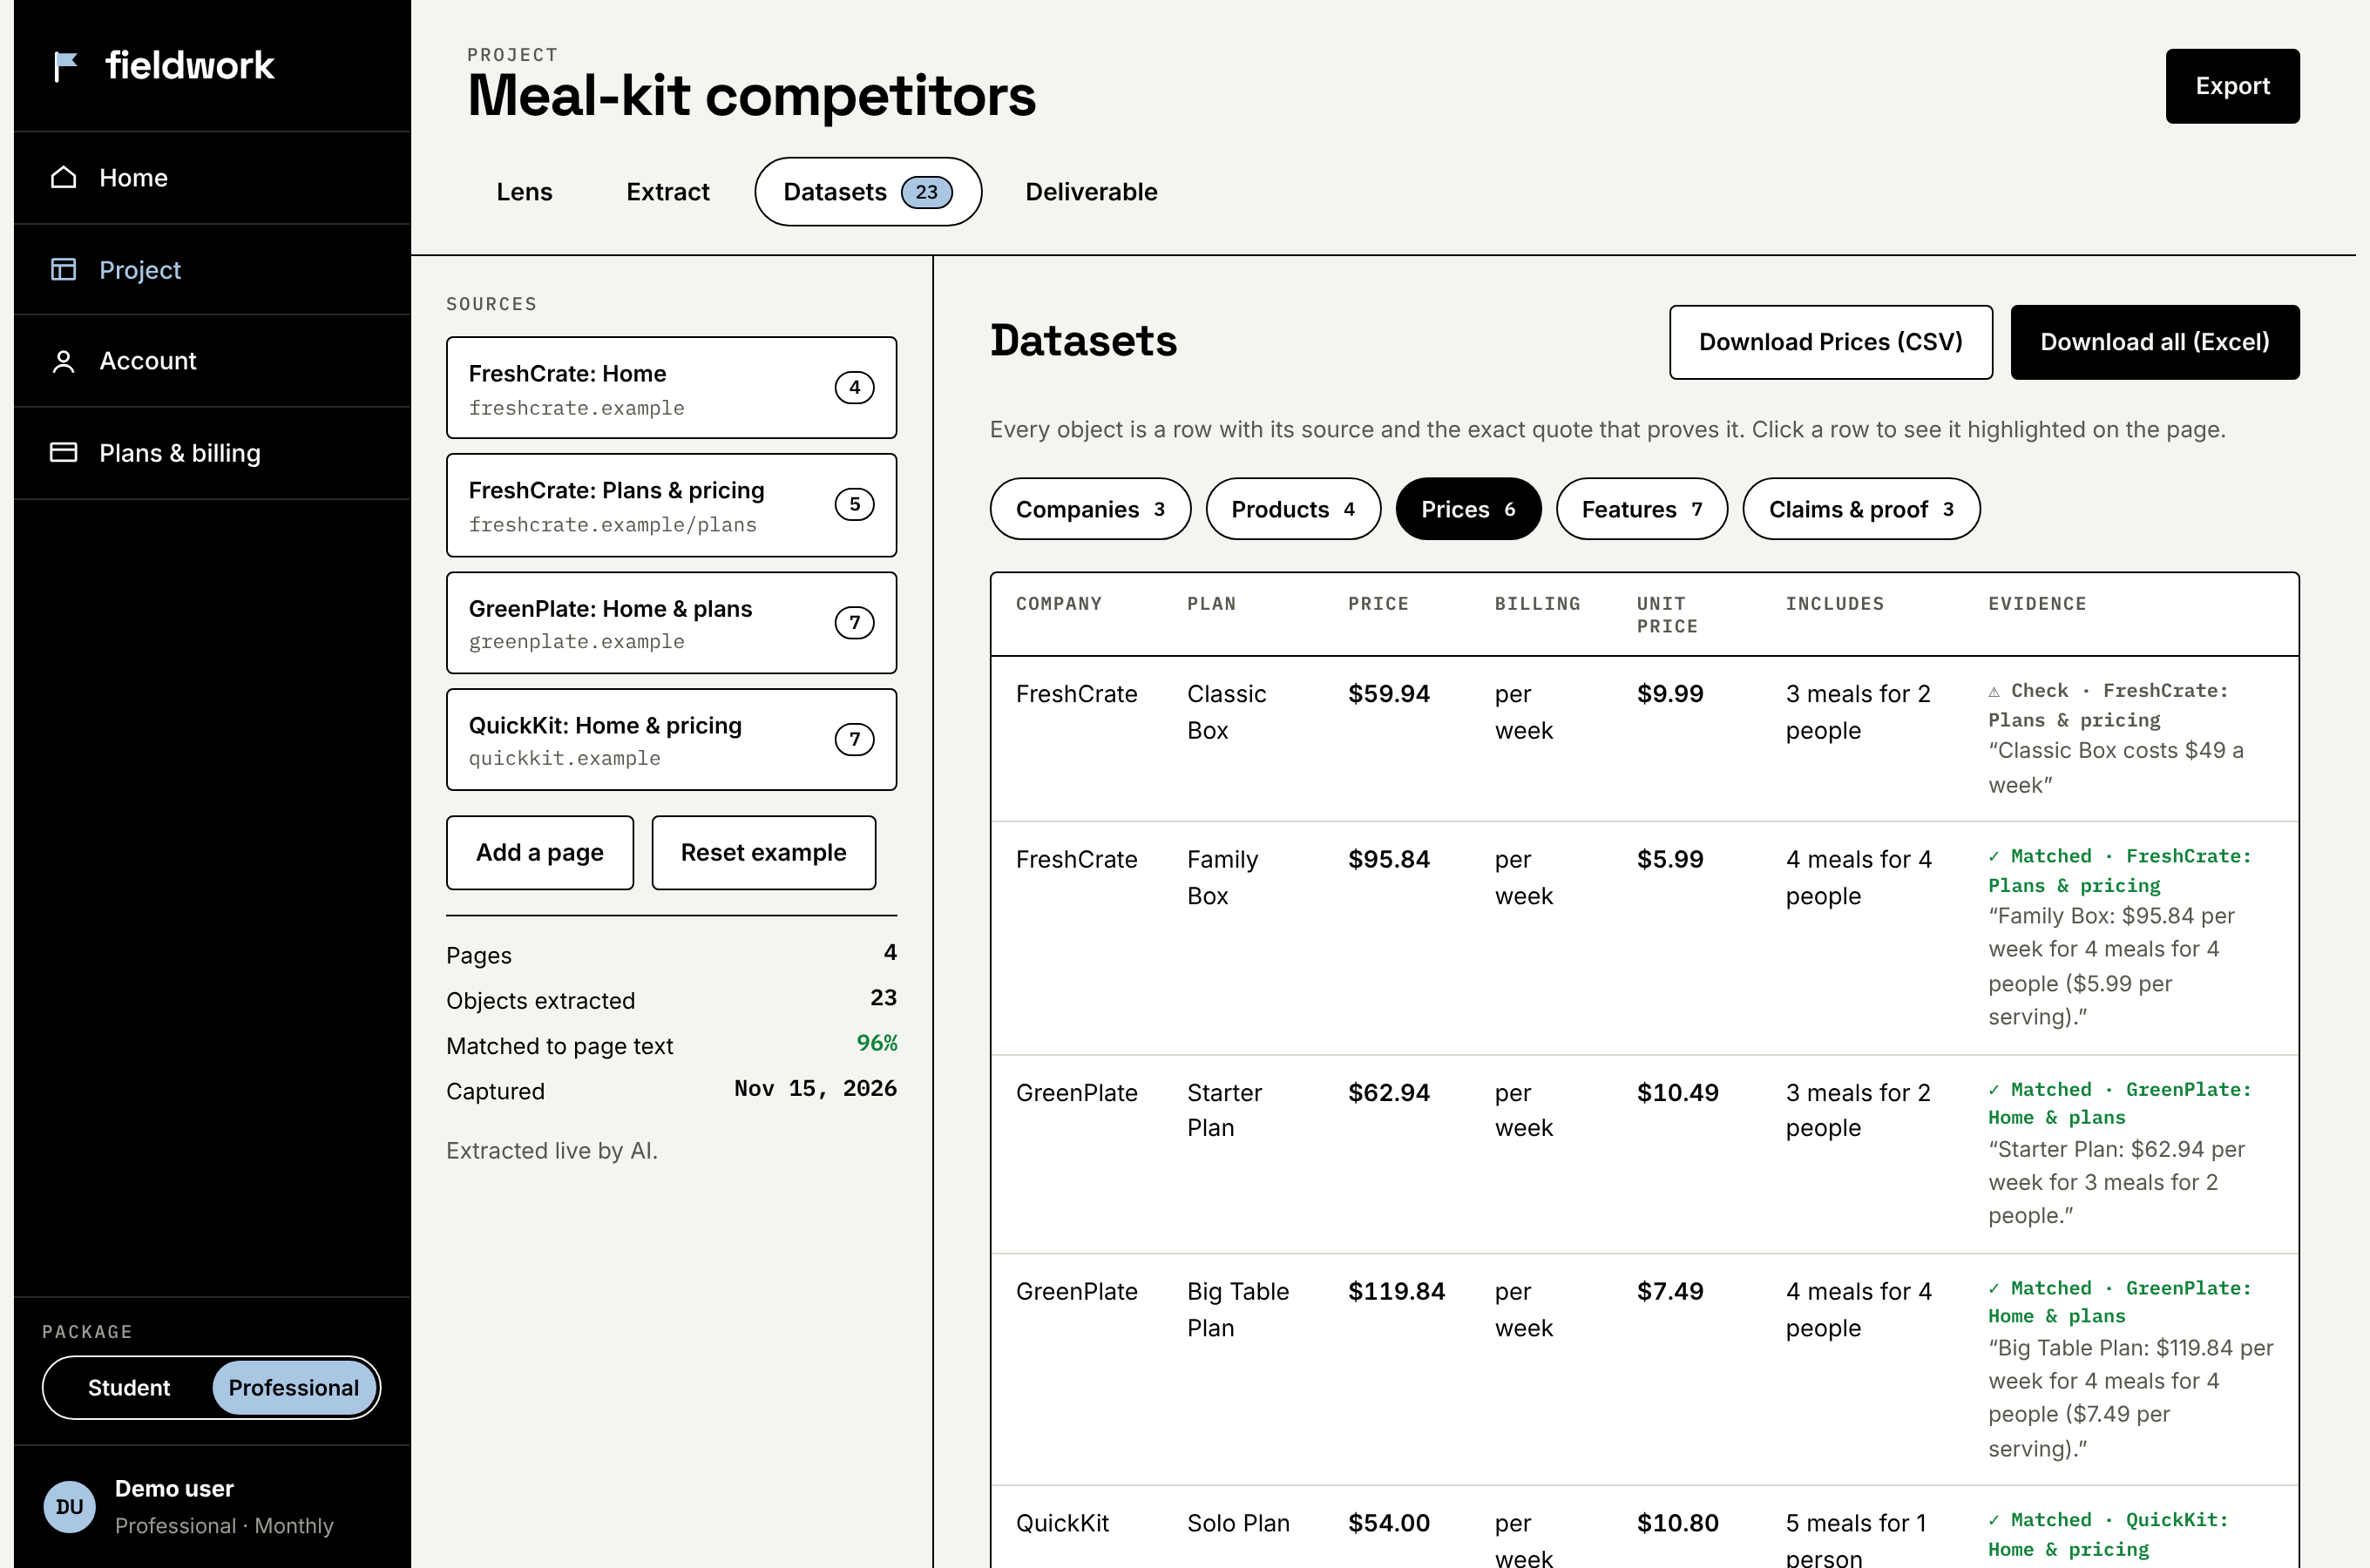 fieldwork
Home
Project
Account
Plans & billing
PACKAGE
Student Professional
DU
Demo user
Professional · Monthly
PROJECT
Meal-kit competitors
Export
Lens Extract Datasets 23 Deliverable
SOURCES
FreshCrate: Home
freshcrate.example
4
FreshCrate: Plans & pricing
freshcrate.example/plans
5
GreenPlate: Home & plans
greenplate.example
7
QuickKit: Home & pricing
quickkit.example
7
Add a page Reset example
Pages 4
Objects extracted 23
Matched to page text 96%
Captured Nov 15, 2026
Extracted live by AI.
Datasets
Download Prices (CSV) Download all (Excel)
Every object is a row with its source and the exact quote that proves it. Click a row to see it highlighted on the page.
Companies 3 Products 4 Prices 6 Features 7 Claims & proof 3
COMPANY PLAN PRICE BILLING UNIT PRICE INCLUDES EVIDENCE
FreshCrate
Classic
Box
$59.94
per
week
$9.99
3 meals for 2
people
⚠ Check · FreshCrate:
Plans & pricing
“Classic Box costs $49 a
week”
FreshCrate
Family
Box
$95.84
per
week
$5.99
4 meals for 4
people
✓ Matched · FreshCrate:
Plans & pricing
“Family Box: $95.84 per
week for 4 meals for 4
people ($5.99 per
serving).”
GreenPlate
Starter
Plan
$62.94
per
week
$10.49
3 meals for 2
people
✓ Matched · GreenPlate:
Home & plans
“Starter Plan: $62.94 per
week for 3 meals for 2
people.”
GreenPlate
Big Table
Plan
$119.84
per
week
$7.49
4 meals for 4
people
✓ Matched · GreenPlate:
Home & plans
“Big Table Plan: $119.84 per
week for 4 meals for 4
people ($7.49 per
serving).”
QuickKit
Solo Plan
$54.00
per
week
$10.80
5 meals for 1
person
✓ Matched · QuickKit:
Home & pricing